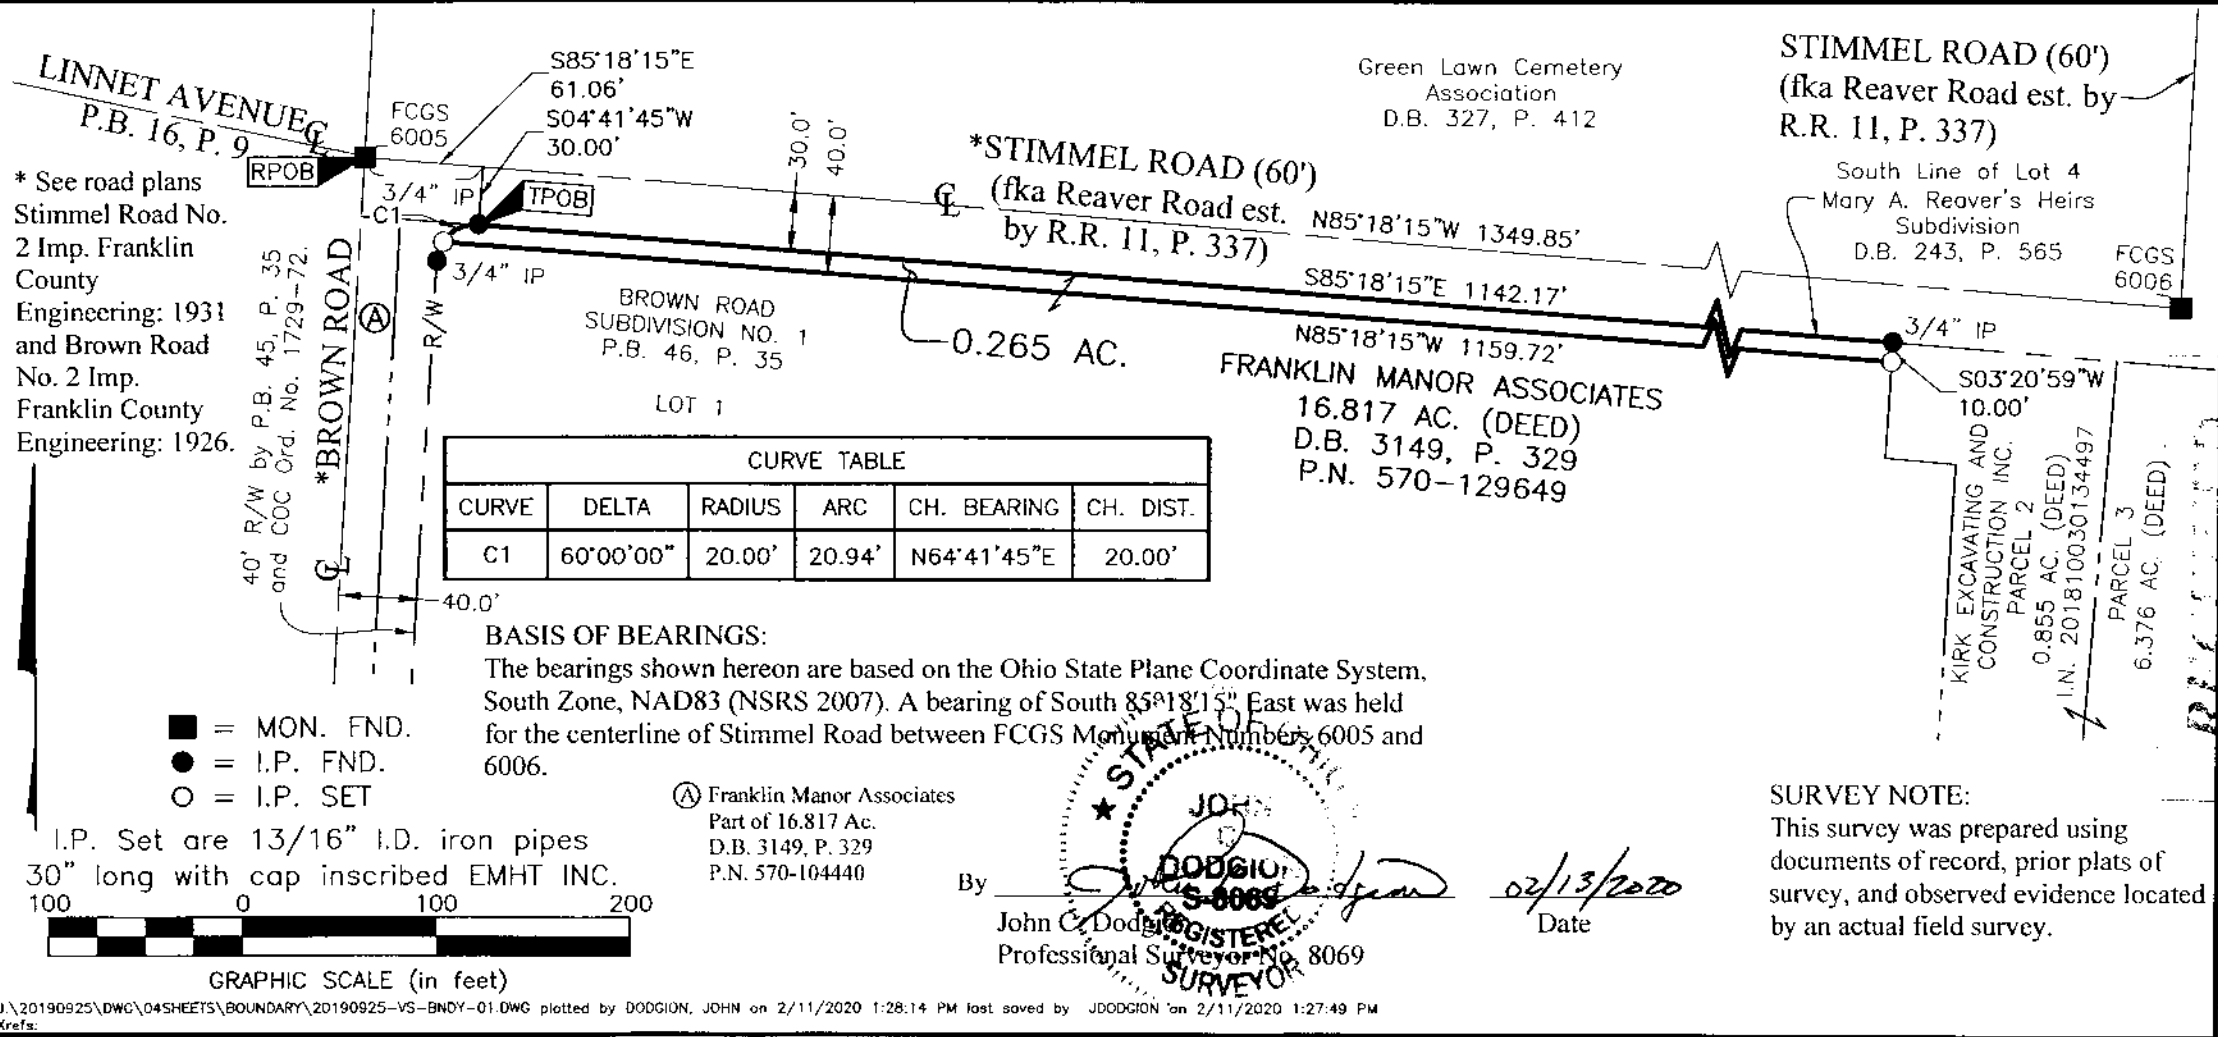 LINNET AVENUE
P.B. 16, P. 9
℄
FCGS
6005
S85°18'15"E
61.06'
S04°41'45"W
30.00'
RPOB
TPOB
3/4" IP
C1
3/4" IP
30.0'
40.0'
Green Lawn Cemetery
Association
D.B. 327, P. 412
STIMMEL ROAD (60')
(fka Reaver Road est. by
R.R. 11, P. 337)
℄
*STIMMEL ROAD (60')
(fka Reaver Road est.
by R.R. 11, P. 337)
N85°18'15"W 1349.85'
S85°18'15"E 1142.17'
N85°18'15"W 1159.72'
South Line of Lot 4
Mary A. Reaver's Heirs
Subdivision
D.B. 243, P. 565
FCGS
6006
3/4" IP
S03°20'59"W
10.00'
* See road plans
Stimmel Road No.
2 Imp. Franklin
County
Engineering: 1931
and Brown Road
No. 2 Imp.
Franklin County
Engineering: 1926.
40' R/W by P.B. 45, P. 35
and COC Ord. No. 1729-72.
*BROWN ROAD
℄
A
R/W
40.0'
BROWN ROAD
SUBDIVISION NO. 1
P.B. 46, P. 35
LOT 1
0.265 AC.
FRANKLIN MANOR ASSOCIATES
16.817 AC. (DEED)
D.B. 3149, P. 329
P.N. 570-129649
KIRK EXCAVATING AND
CONSTRUCTION INC.
PARCEL 2
0.855 AC. (DEED)
I.N. 201810030134497
PARCEL 3
6.376 AC. (DEED)
CURVE TABLE
CURVE DELTA RADIUS ARC CH. BEARING CH. DIST.
C1 60°00'00" 20.00' 20.94' N64°41'45"E 20.00'
BASIS OF BEARINGS:
The bearings shown hereon are based on the Ohio State Plane Coordinate System,
South Zone, NAD83 (NSRS 2007). A bearing of South 85°18'15" East was held
for the centerline of Stimmel Road between FCGS Monument Numbers 6005 and
6006.
■ = MON. FND.
● = I.P. FND.
○ = I.P. SET
I.P. Set are 13/16" I.D. iron pipes
30" long with cap inscribed EMHT INC.
100 0 100 200
GRAPHIC SCALE (in feet)
Ⓐ Franklin Manor Associates
Part of 16.817 Ac.
D.B. 3149, P. 329
P.N. 570-104440
★ STATE OF
JOHN
C
DODGION
S-8069
REGISTERED
SURVEYOR
By
John C. Dodgion
Professional Surveyor No. 8069
02/13/2020
Date
SURVEY NOTE:
This survey was prepared using
documents of record, prior plats of
survey, and observed evidence located
by an actual field survey.
J:\20190925\DWG\04SHEETS\BOUNDARY\20190925-VS-BNDY-01.DWG plotted by DODGION, JOHN on 2/11/2020 1:28:14 PM last saved by JDODGION on 2/11/2020 1:27:49 PM
Xrefs: